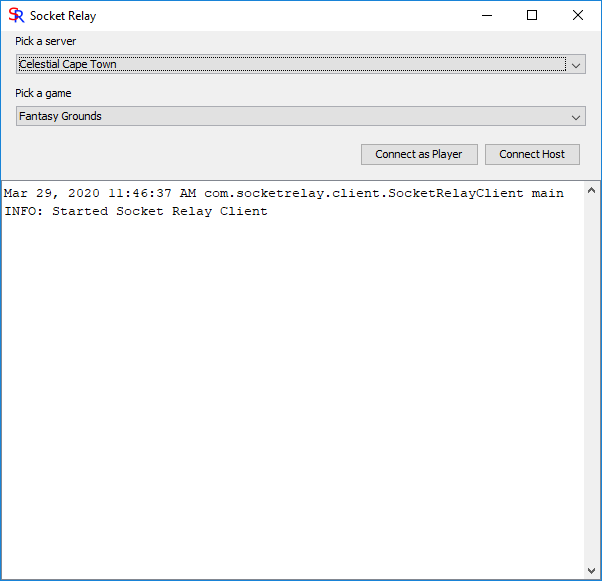 SR Socket Relay
Pick a server
Celestial Cape Town
Pick a game
Fantasy Grounds
Connect as Player Connect Host
Mar 29, 2020 11:46:37 AM com.socketrelay.client.SocketRelayClient main
INFO: Started Socket Relay Client